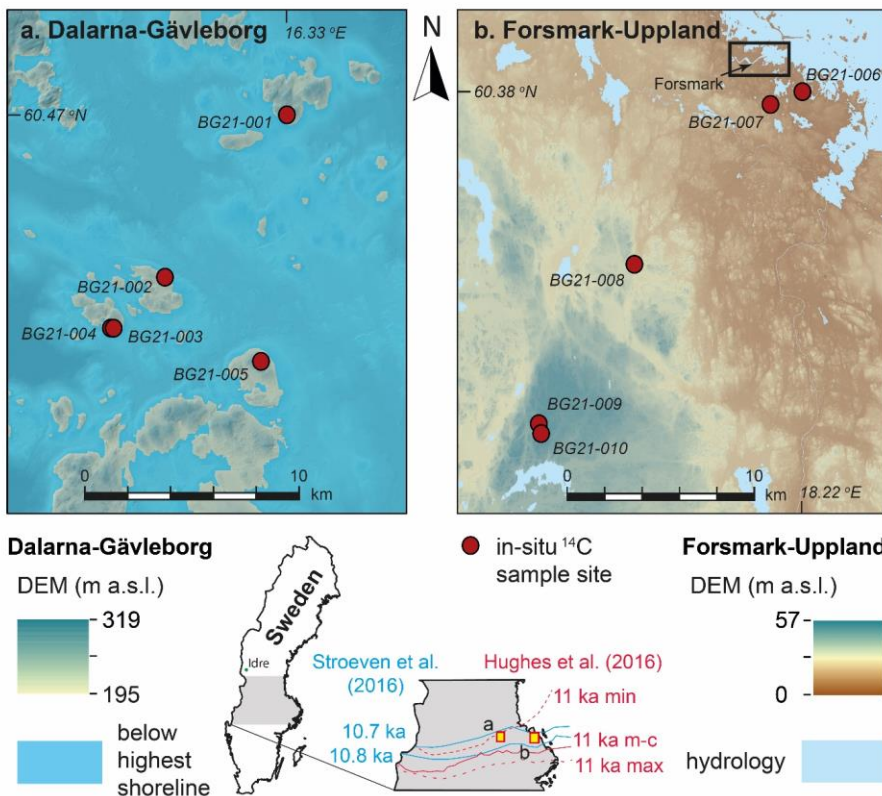 a. Dalarna-Gävleborg
16.33 ºE
60.47 ºN
BG21-001
BG21-002
BG21-004
BG21-003
BG21-005
0
10
km
N
b. Forsmark-Uppland
Forsmark
60.38 ºN
BG21-006
BG21-007
BG21-008
BG21-009
BG21-010
0
10
km
18.22 ºE
Dalarna-Gävleborg
DEM (m a.s.l.)
319
195
below
highest
shoreline
Sweden
Idre
in-situ ¹⁴C
sample site
Stroeven et al.
(2016)
Hughes et al. (2016)
11 ka min
10.7 ka
10.8 ka
a
b
11 ka m-c
11 ka max
Forsmark-Uppland
DEM (m a.s.l.)
57
0
hydrology